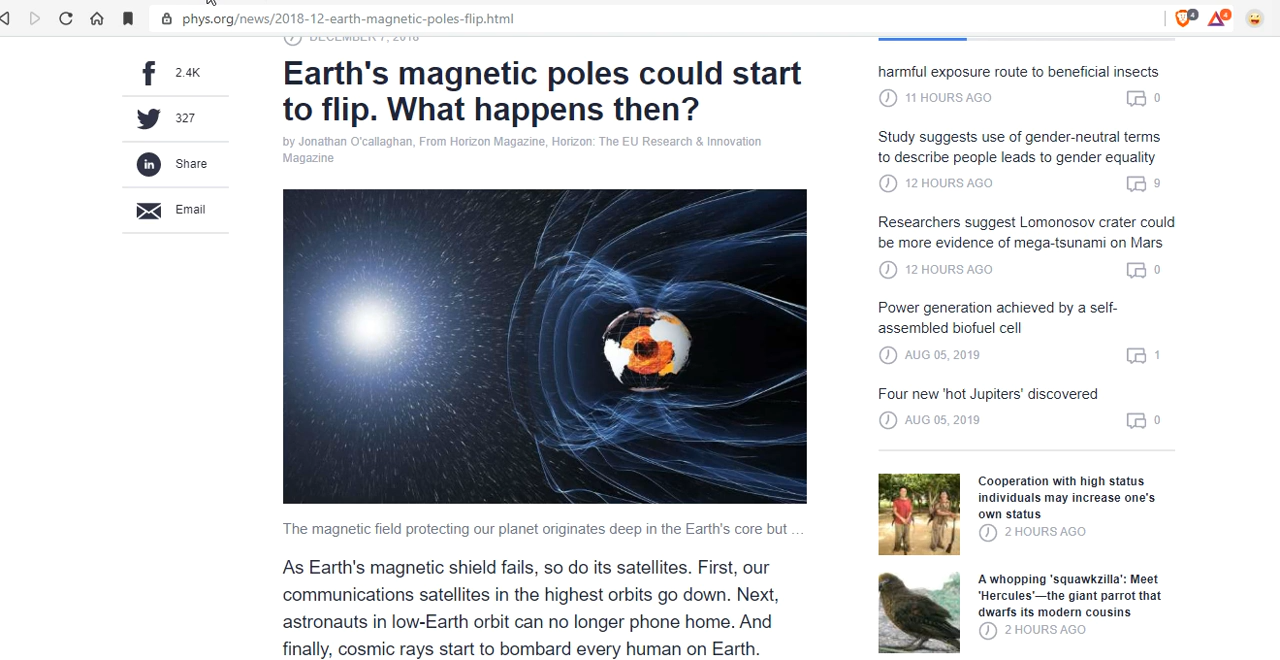 phys.org/news/2018-12-earth-magnetic-poles-flip.html
4
4
DECEMBER 7, 2018
Earth's magnetic poles could start
to flip. What happens then?
by Jonathan O'callaghan, From Horizon Magazine, Horizon: The EU Research & Innovation
Magazine
2.4K
327
in Share
Email
The magnetic field protecting our planet originates deep in the Earth's core but ...
As Earth's magnetic shield fails, so do its satellites. First, our
communications satellites in the highest orbits go down. Next,
astronauts in low-Earth orbit can no longer phone home. And
finally, cosmic rays start to bombard every human on Earth.
harmful exposure route to beneficial insects
11 HOURS AGO 0
Study suggests use of gender-neutral terms
to describe people leads to gender equality
12 HOURS AGO 9
Researchers suggest Lomonosov crater could
be more evidence of mega-tsunami on Mars
12 HOURS AGO 0
Power generation achieved by a self-
assembled biofuel cell
AUG 05, 2019 1
Four new 'hot Jupiters' discovered
AUG 05, 2019 0
Cooperation with high status
individuals may increase one's
own status
2 HOURS AGO
A whopping 'squawkzilla': Meet
'Hercules'—the giant parrot that
dwarfs its modern cousins
2 HOURS AGO